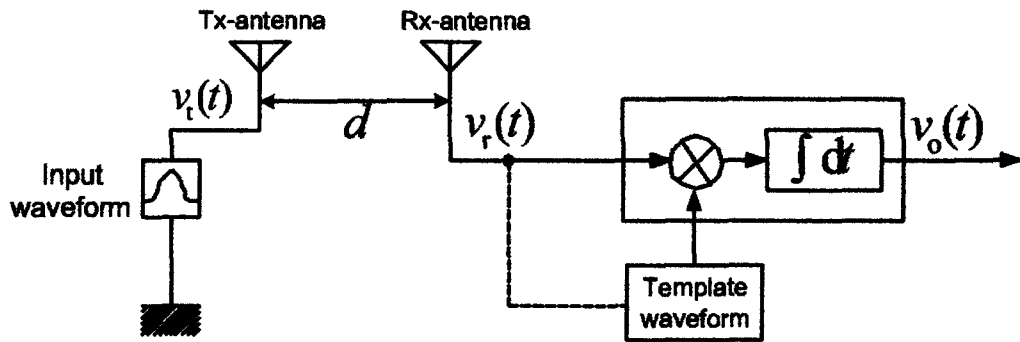 Tx-antenna
Rx-antenna
v_t(t)
d
v_r(t)
v_o(t)
∫ dt
Input
waveform
Template
waveform